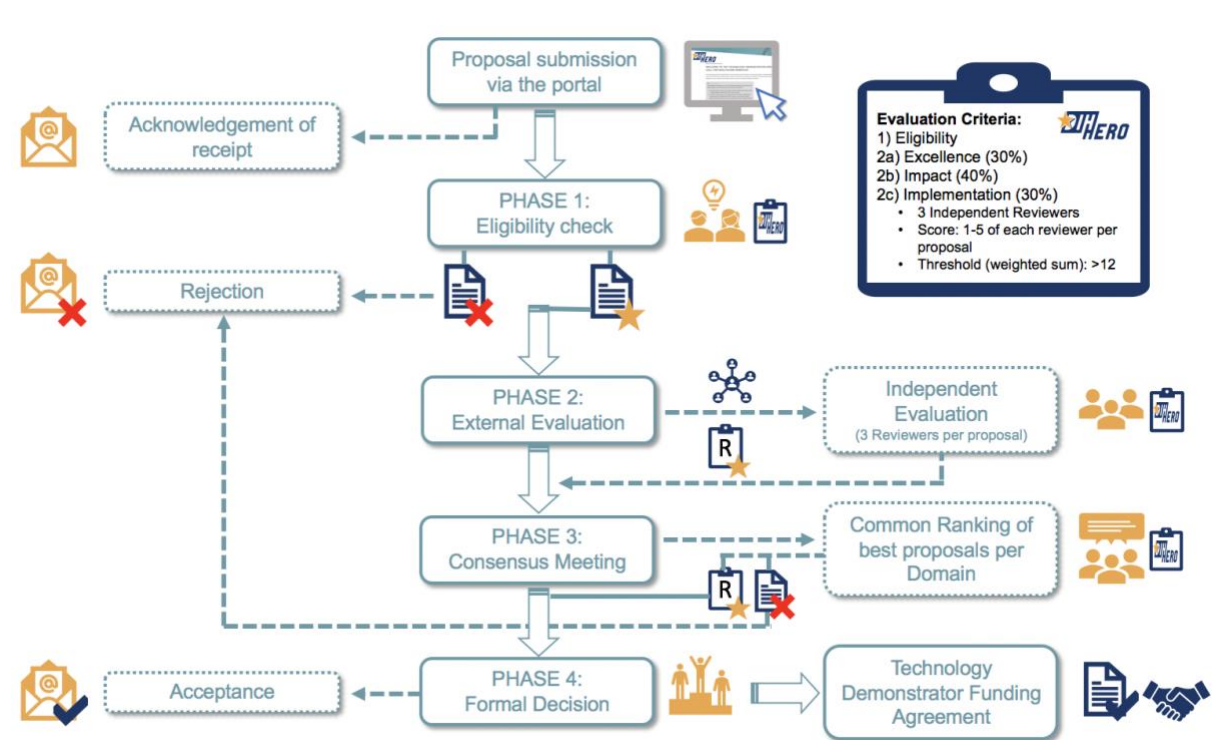 Proposal submission
via the portal
Acknowledgement of
receipt
PHASE 1:
Eligibility check
Rejection
Evaluation Criteria:
1) Eligibility
2a) Excellence (30%)
2b) Impact (40%)
2c) Implementation (30%)
• 3 Independent Reviewers
• Score: 1-5 of each reviewer per
proposal
• Threshold (weighted sum): >12
DIH
HERO
PHASE 2:
External Evaluation
R
Independent
Evaluation
(3 Reviewers per proposal)
PHASE 3:
Consensus Meeting
R
Common Ranking of
best proposals per
Domain
PHASE 4:
Formal Decision
Acceptance
Technology
Demonstrator Funding
Agreement